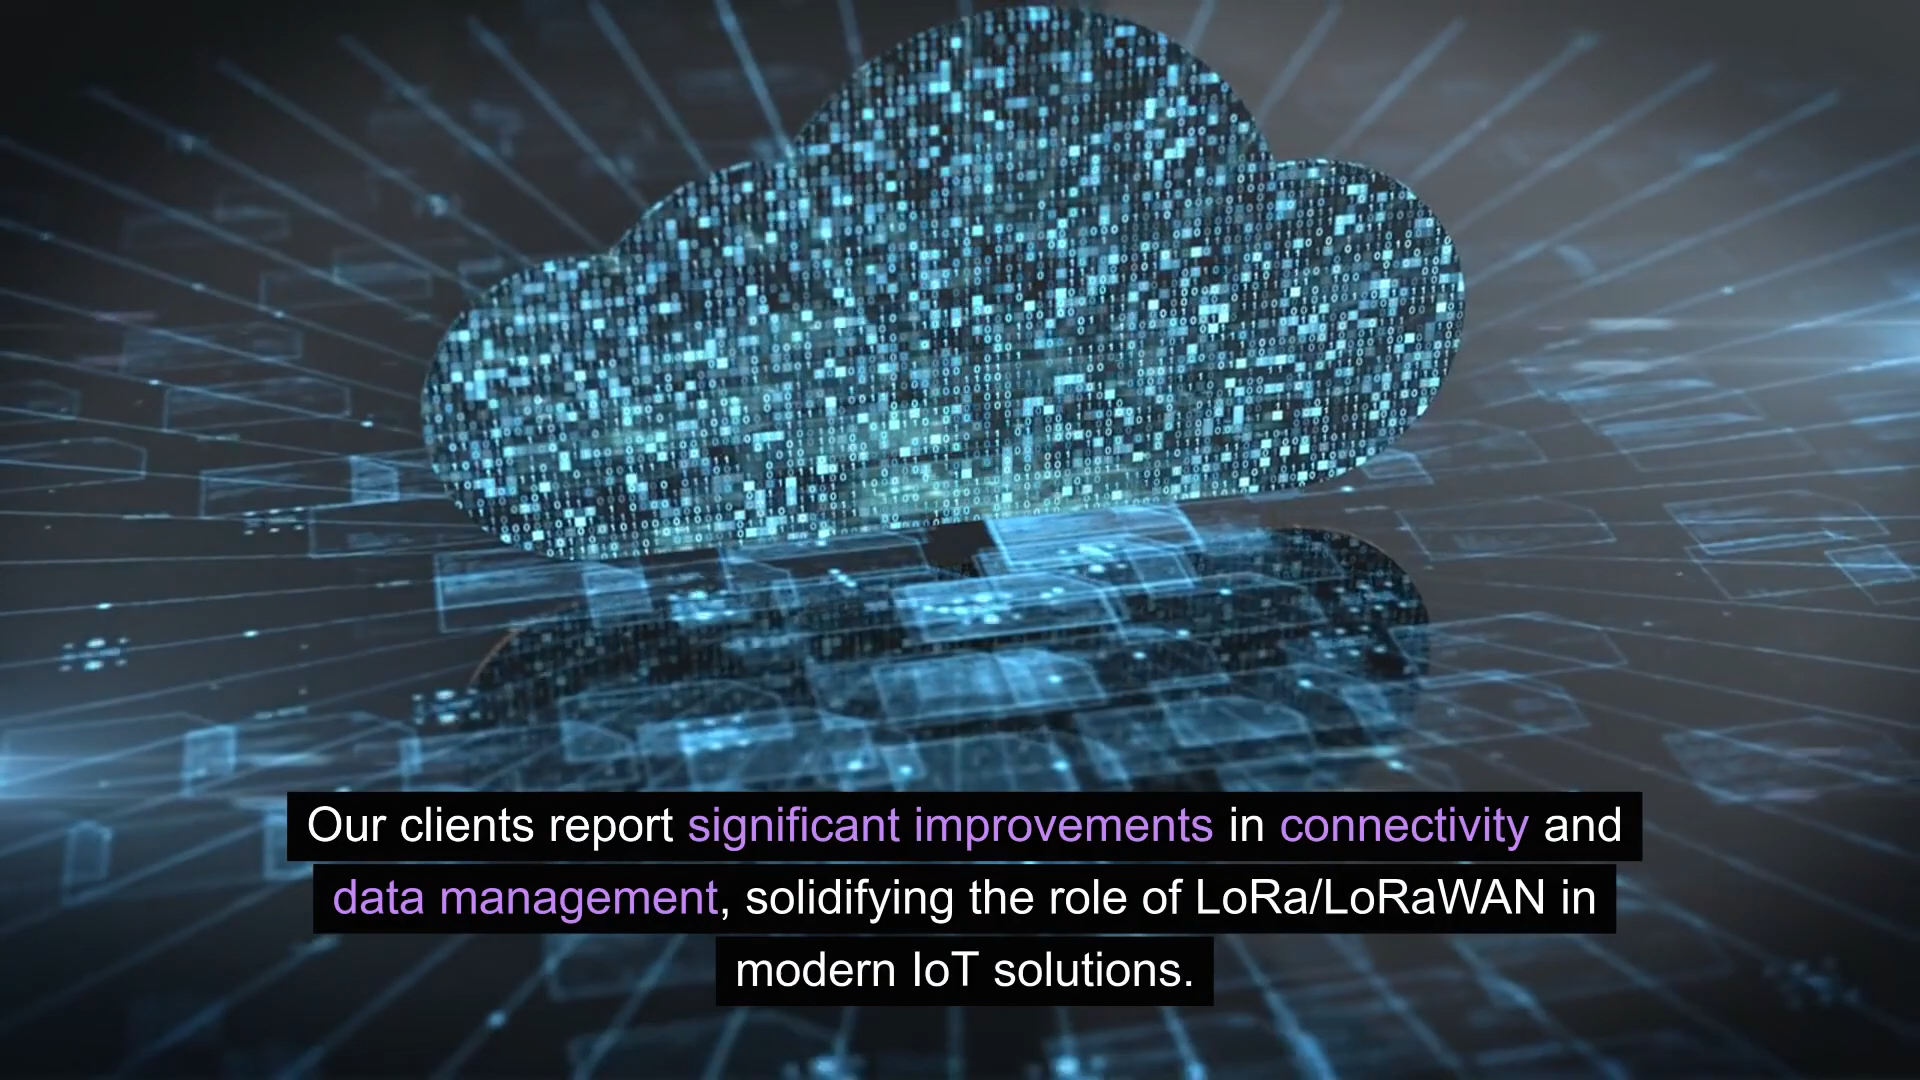 Our clients report significant improvements in connectivity and
data management, solidifying the role of LoRa/LoRaWAN in
modern IoT solutions.